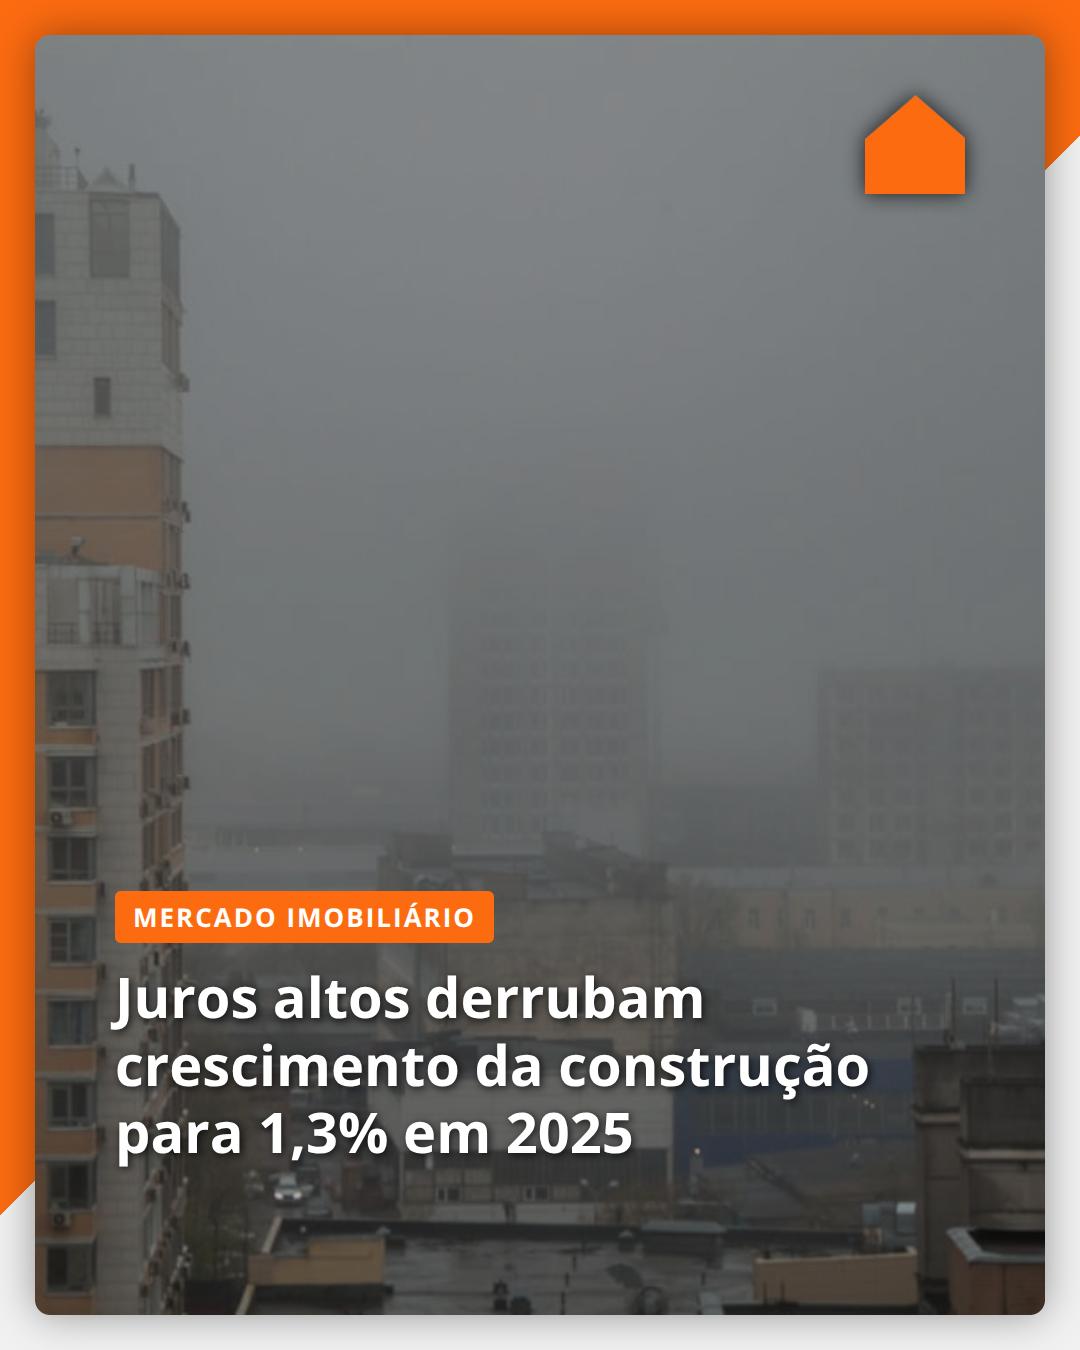 MERCADO IMOBILIÁRIO
Juros altos derrubam
crescimento da construção
para 1,3% em 2025